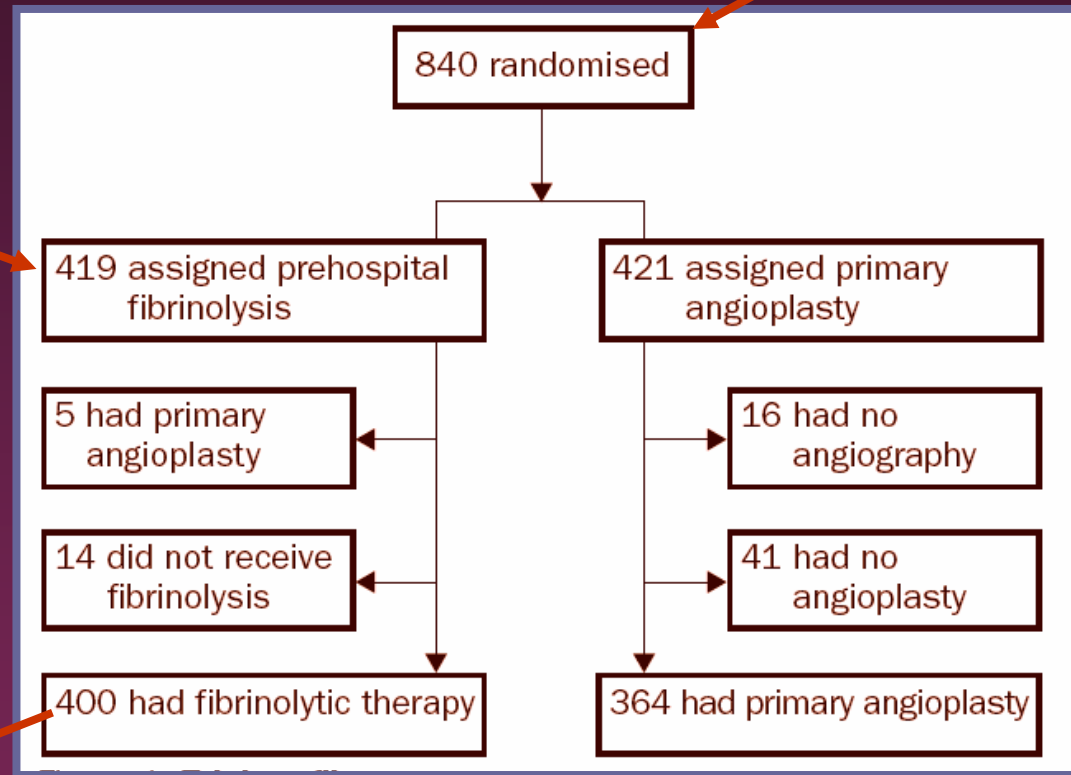 840 randomised
419 assigned prehospital
fibrinolysis
421 assigned primary
angioplasty
5 had primary
angioplasty
16 had no
angiography
14 did not receive
fibrinolysis
41 had no
angioplasty
400 had fibrinolytic therapy
364 had primary angioplasty